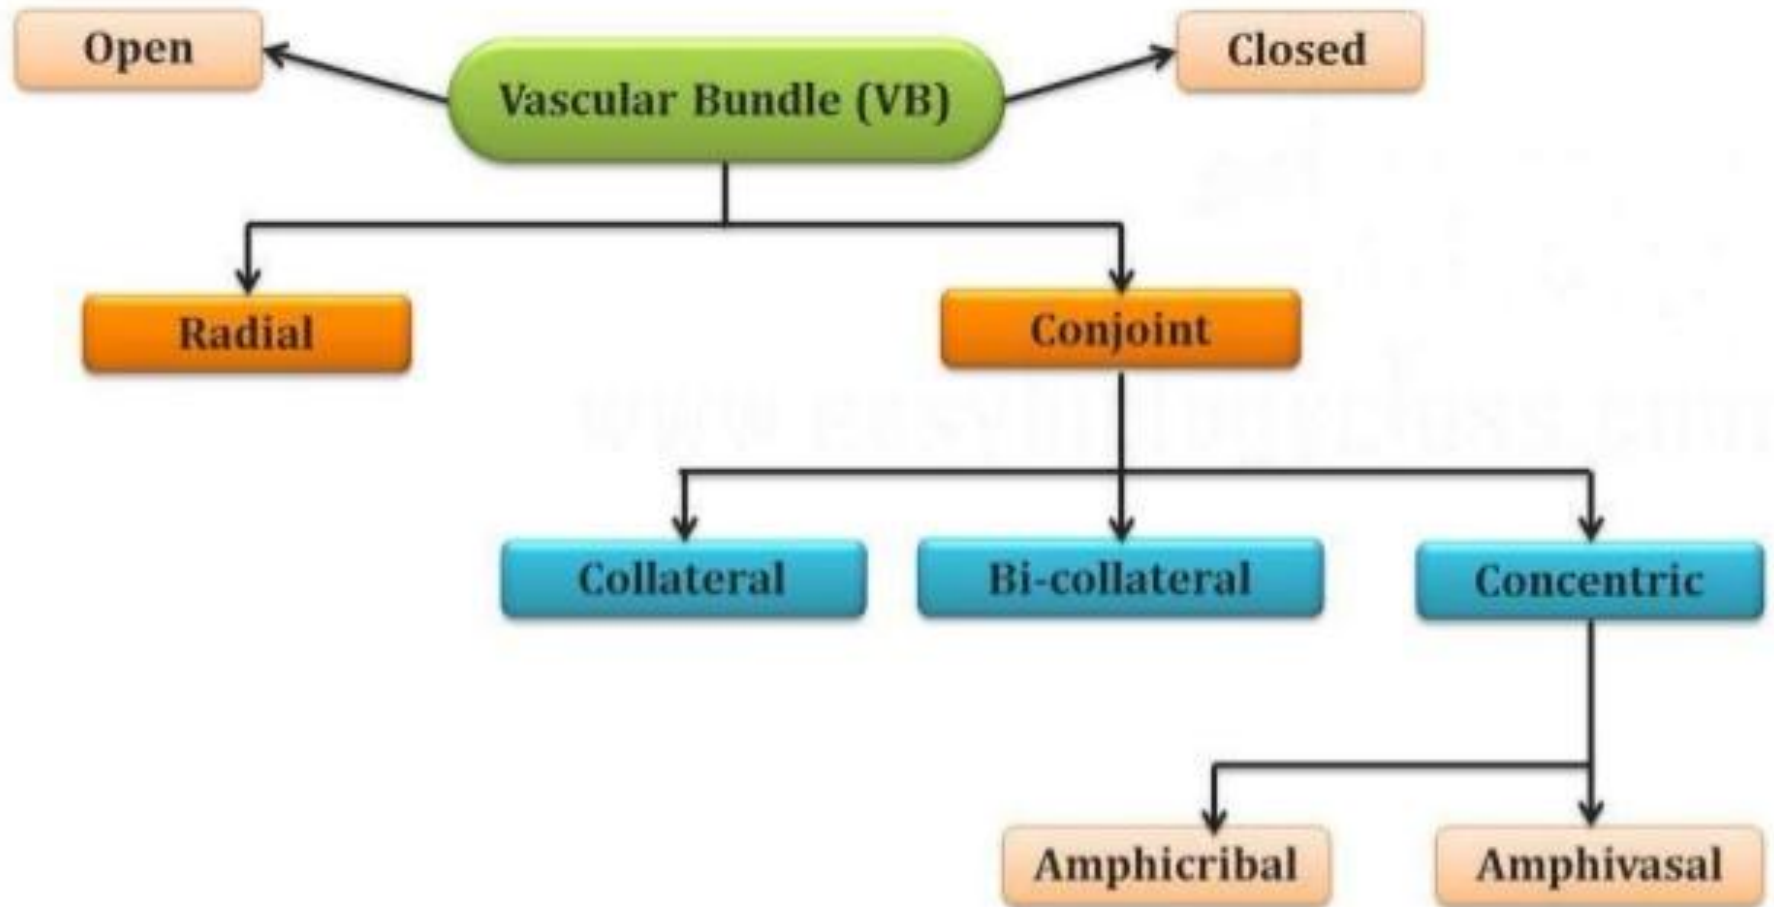 Open
Closed
Vascular Bundle (VB)
Radial
Conjoint
Collateral
Bi-collateral
Concentric
Amphicribal
Amphivasal